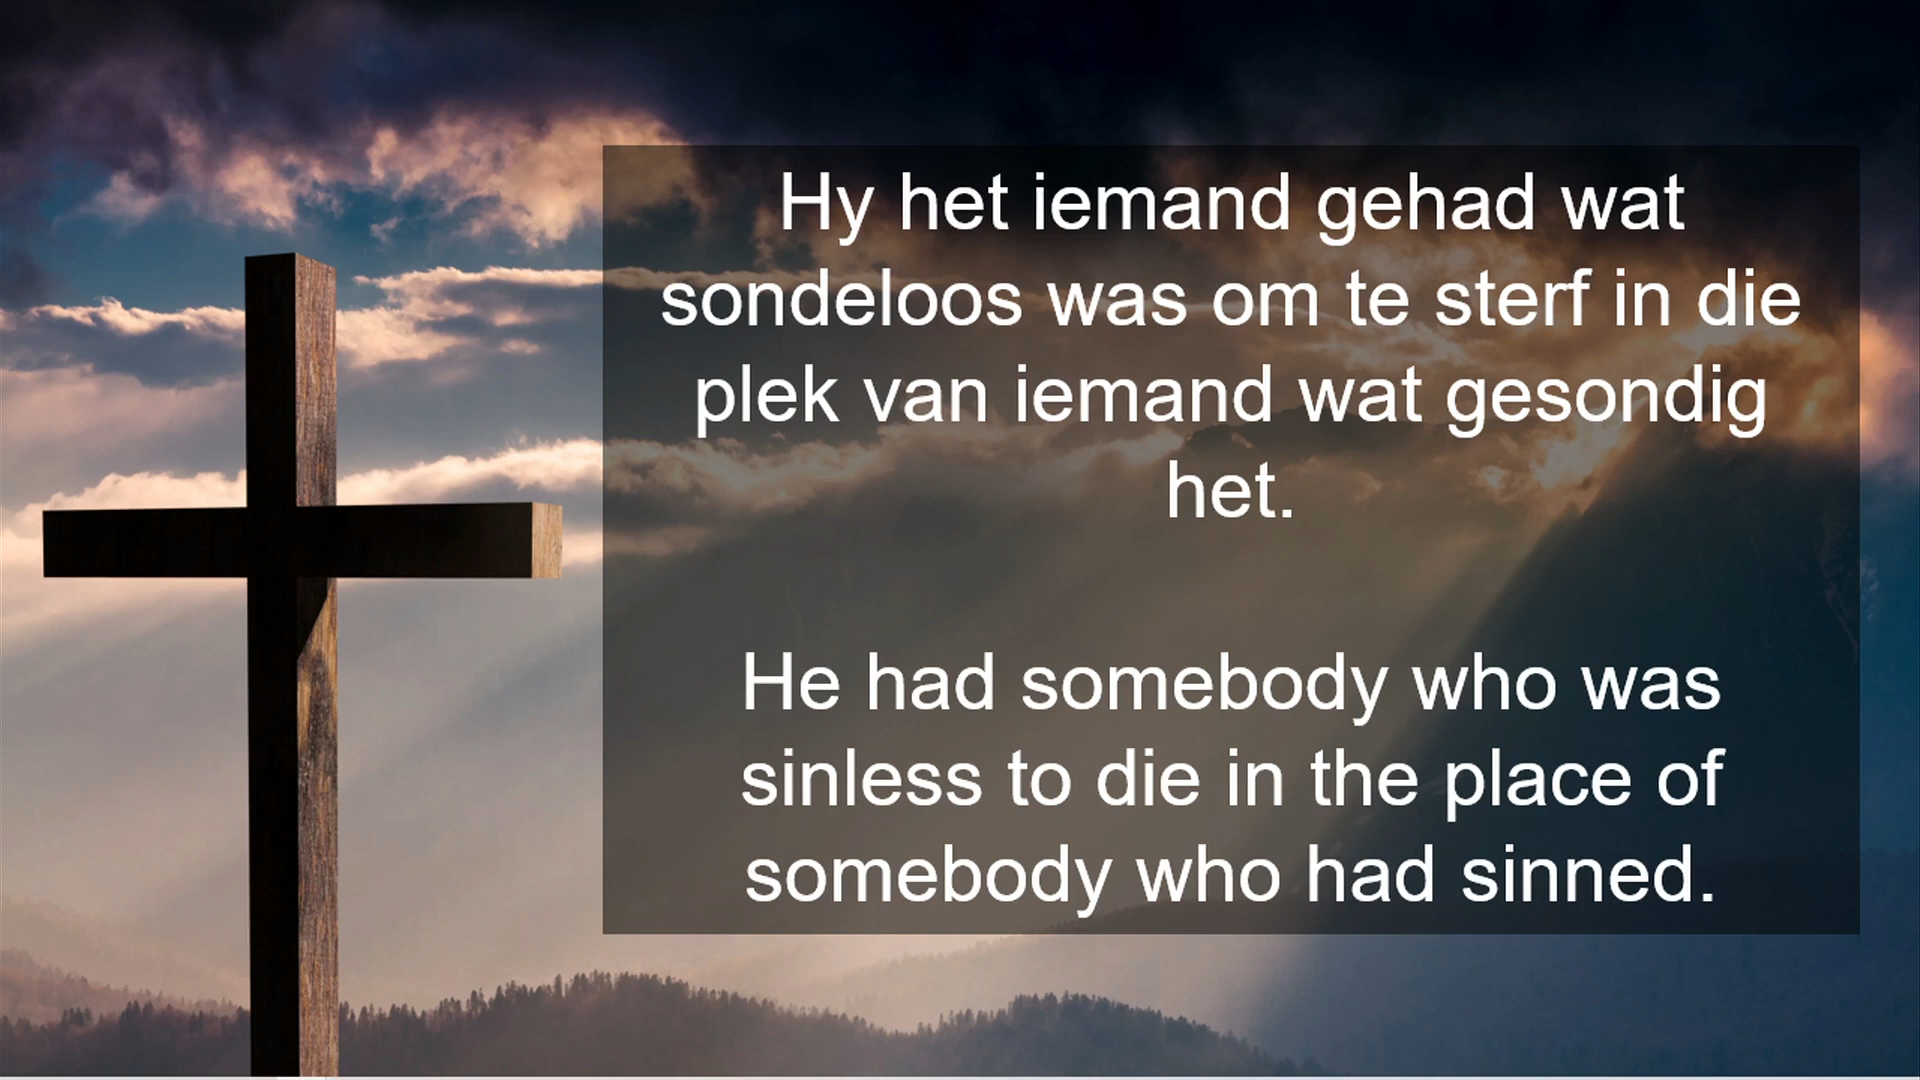 Hy het iemand gehad wat
sondeloos was om te sterf in die
plek van iemand wat gesondig
het.
He had somebody who was
sinless to die in the place of
somebody who had sinned.